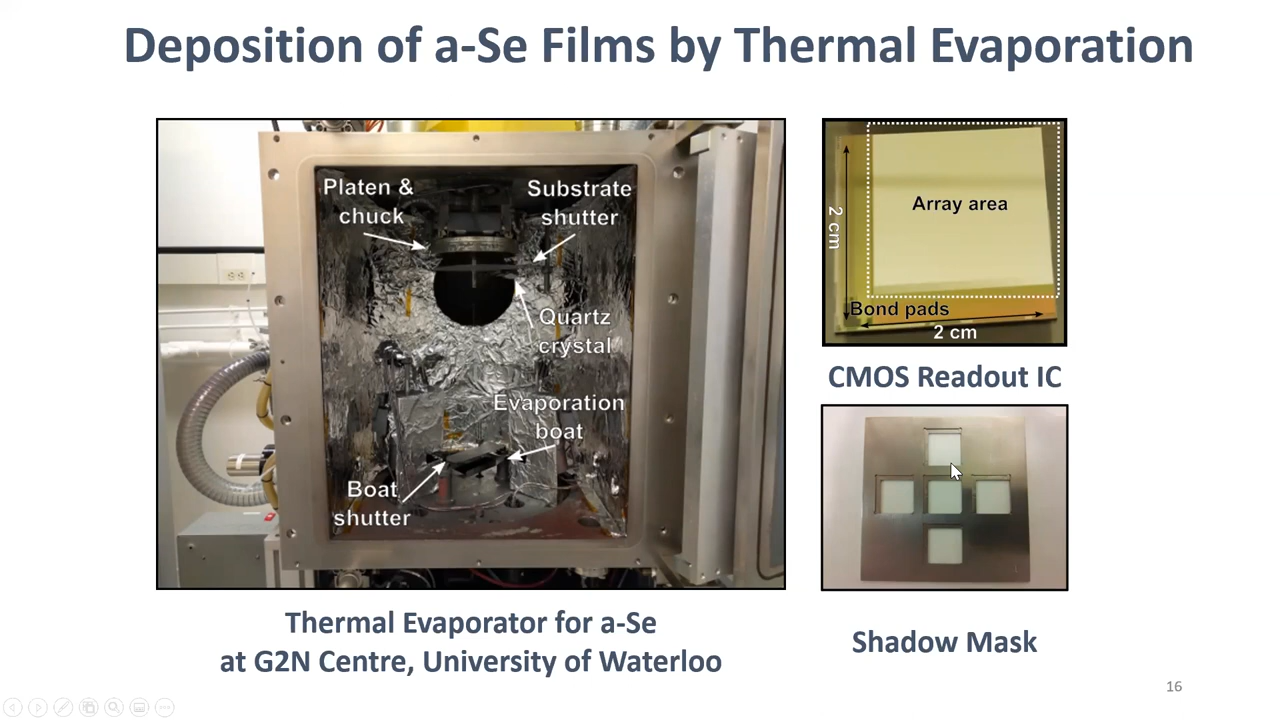 Deposition of a-Se Films by Thermal Evaporation
Platen &
chuck
Substrate
shutter
Quartz
crystal
Evaporation
boat
Boat
shutter
Thermal Evaporator for a-Se
at G2N Centre, University of Waterloo
Array area
2 cm
Bond pads
2 cm
CMOS Readout IC
Shadow Mask
16